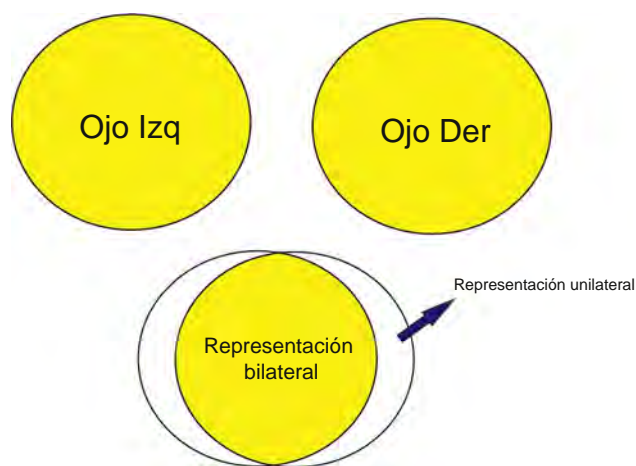 Ojo Izq
Ojo Der
Representación unilateral
Representación
bilateral